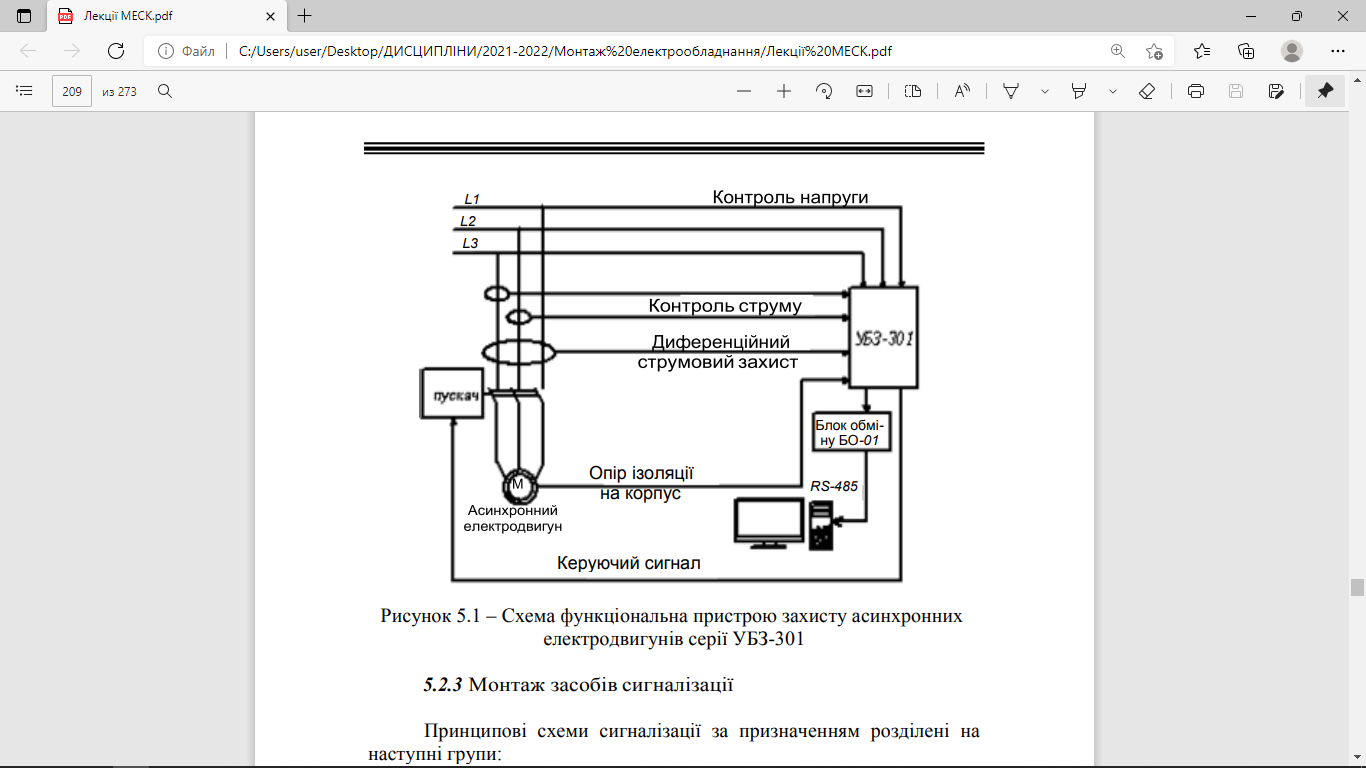 Лекції МЕСК.pdf
Файл
C:/Users/user/Desktop/ДИСЦИПЛІНИ/2021-2022/Монтаж%20електрообладнання/Лекції%20МЕСК.pdf
209 из 273
L1
Контроль напруги
L2
L3
Контроль струму
УБЗ-301
Диференційний
струмовий захист
пускач
Блок обмі-
ну БО-01
Опір ізоляції
на корпус
RS-485
М
Асинхронний
електродвигун
Керуючий сигнал
Рисунок 5.1 – Схема функціональна пристрою захисту асинхронних
електродвигунів серії УБЗ-301
5.2.3 Монтаж засобів сигналізації
Принципові схеми сигналізації за призначенням розділені на
наступні групи: